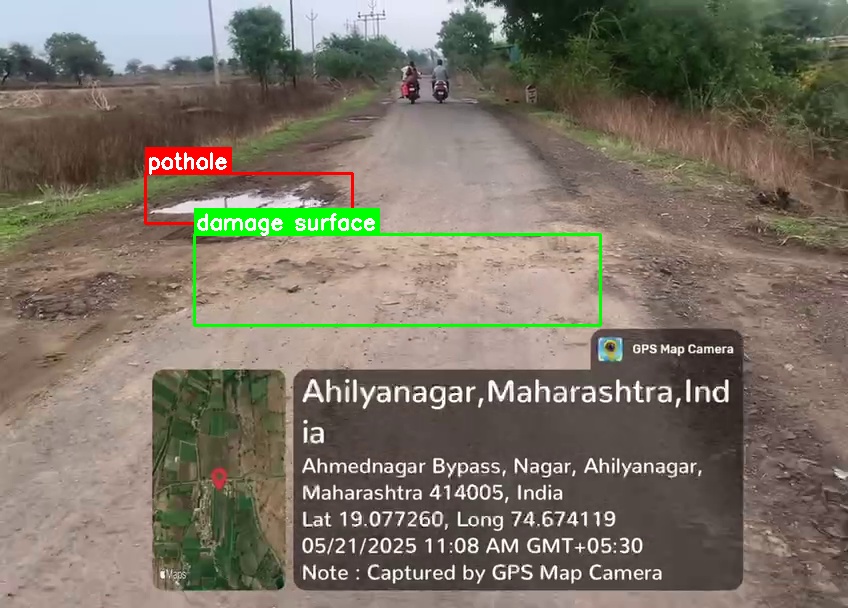 pothole
damage surface
GPS Map Camera
Ahilyanagar,Maharashtra,Ind
ia
Ahmednagar Bypass, Nagar, Ahilyanagar,
Maharashtra 414005, India
Lat 19.077260, Long 74.674119
05/21/2025 11:08 AM GMT+05:30
Note : Captured by GPS Map Camera
Maps